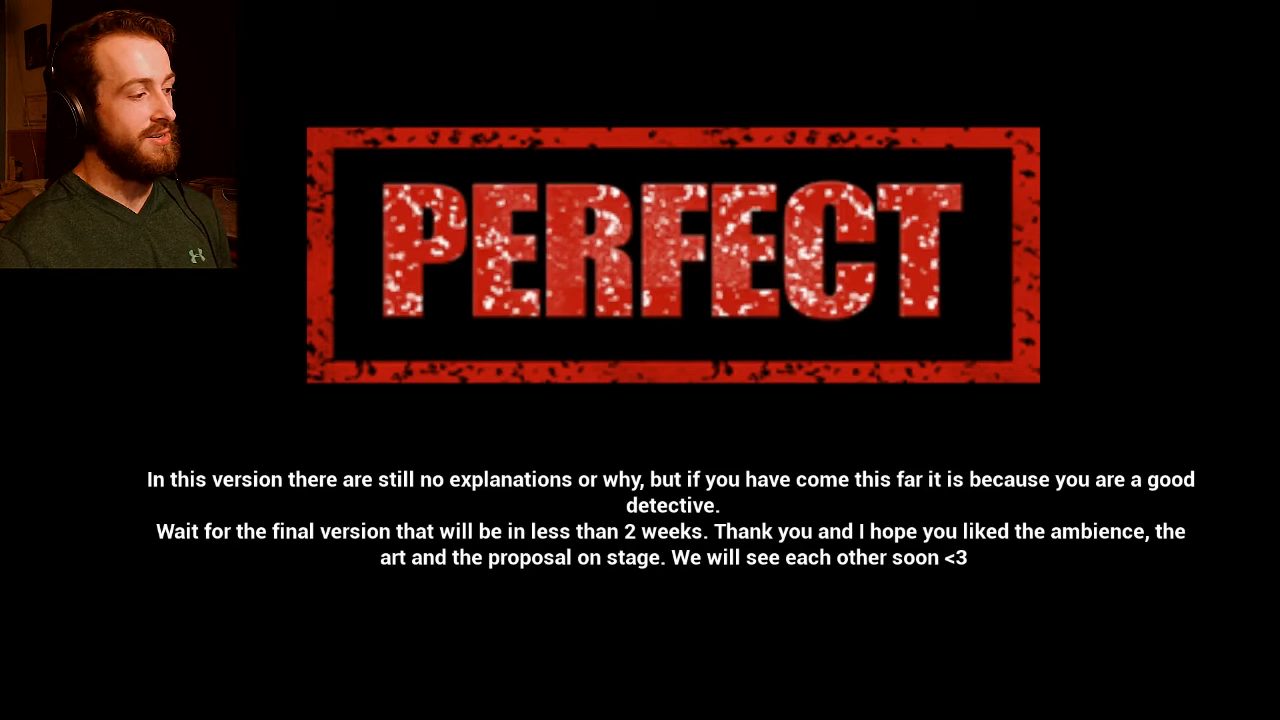 PERFECT
In this version there are still no explanations or why, but if you have come this far it is because you are a good
detective.
Wait for the final version that will be in less than 2 weeks. Thank you and I hope you liked the ambience, the
art and the proposal on stage. We will see each other soon <3